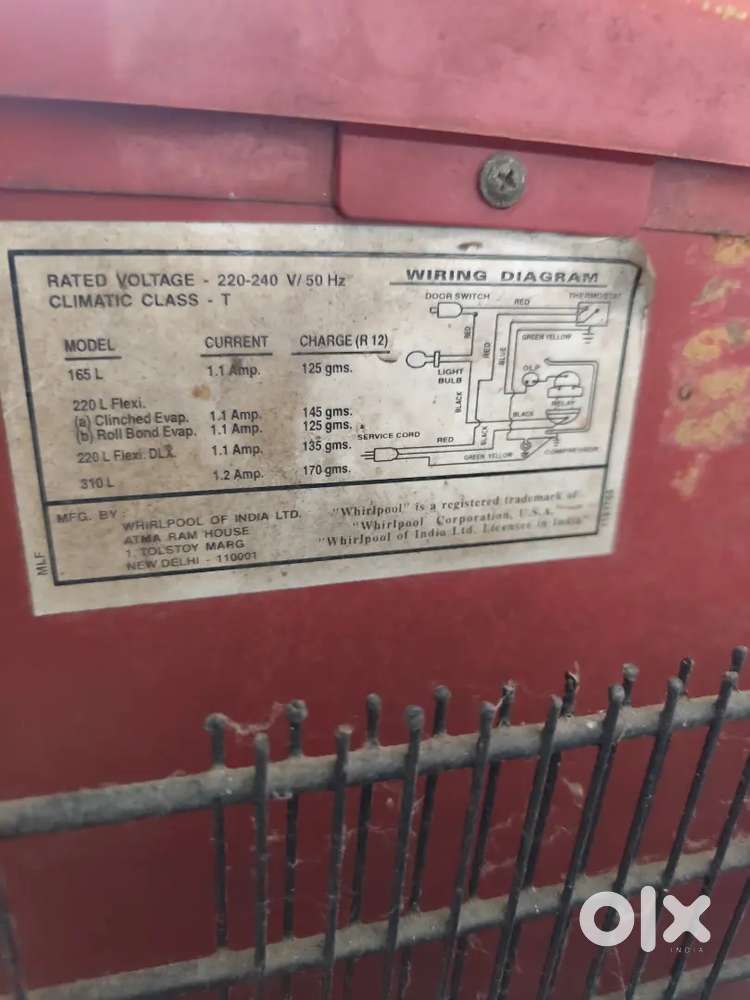 RATED VOLTAGE - 220-240 V/ 50 Hz
CLIMATIC CLASS - T
MODEL CURRENT CHARGE (R 12)
165 L 1.1 Amp. 125 gms.
220 L Flexi.
(a) Clinched Evap. 1.1 Amp. 145 gms.
(b) Roll Bond Evap. 1.1 Amp. 125 gms.
220 L Flexi. DLX. 1.1 Amp. 135 gms.
310 L 1.2 Amp. 170 gms.
WIRING DIAGRAM
DOOR SWITCH
RED
THERMOSTAT
RED
GREEN YELLOW
RED
BLUE
LIGHT
BULB
OLP
BLACK
RELAY
BLACK
SERVICE CORD
RED
BLACK
GREEN YELLOW
COMPRESSOR
MFG. BY :
WHIRLPOOL OF INDIA LTD.
ATMA RAM HOUSE
1, TOLSTOY MARG
NEW DELHI - 110001
"Whirlpool" is a registered trademark of
"Whirlpool" Corporation, U.S.A.
"Whirlpool of India Ltd. Licensee in India"
MLF
olx
INDIA